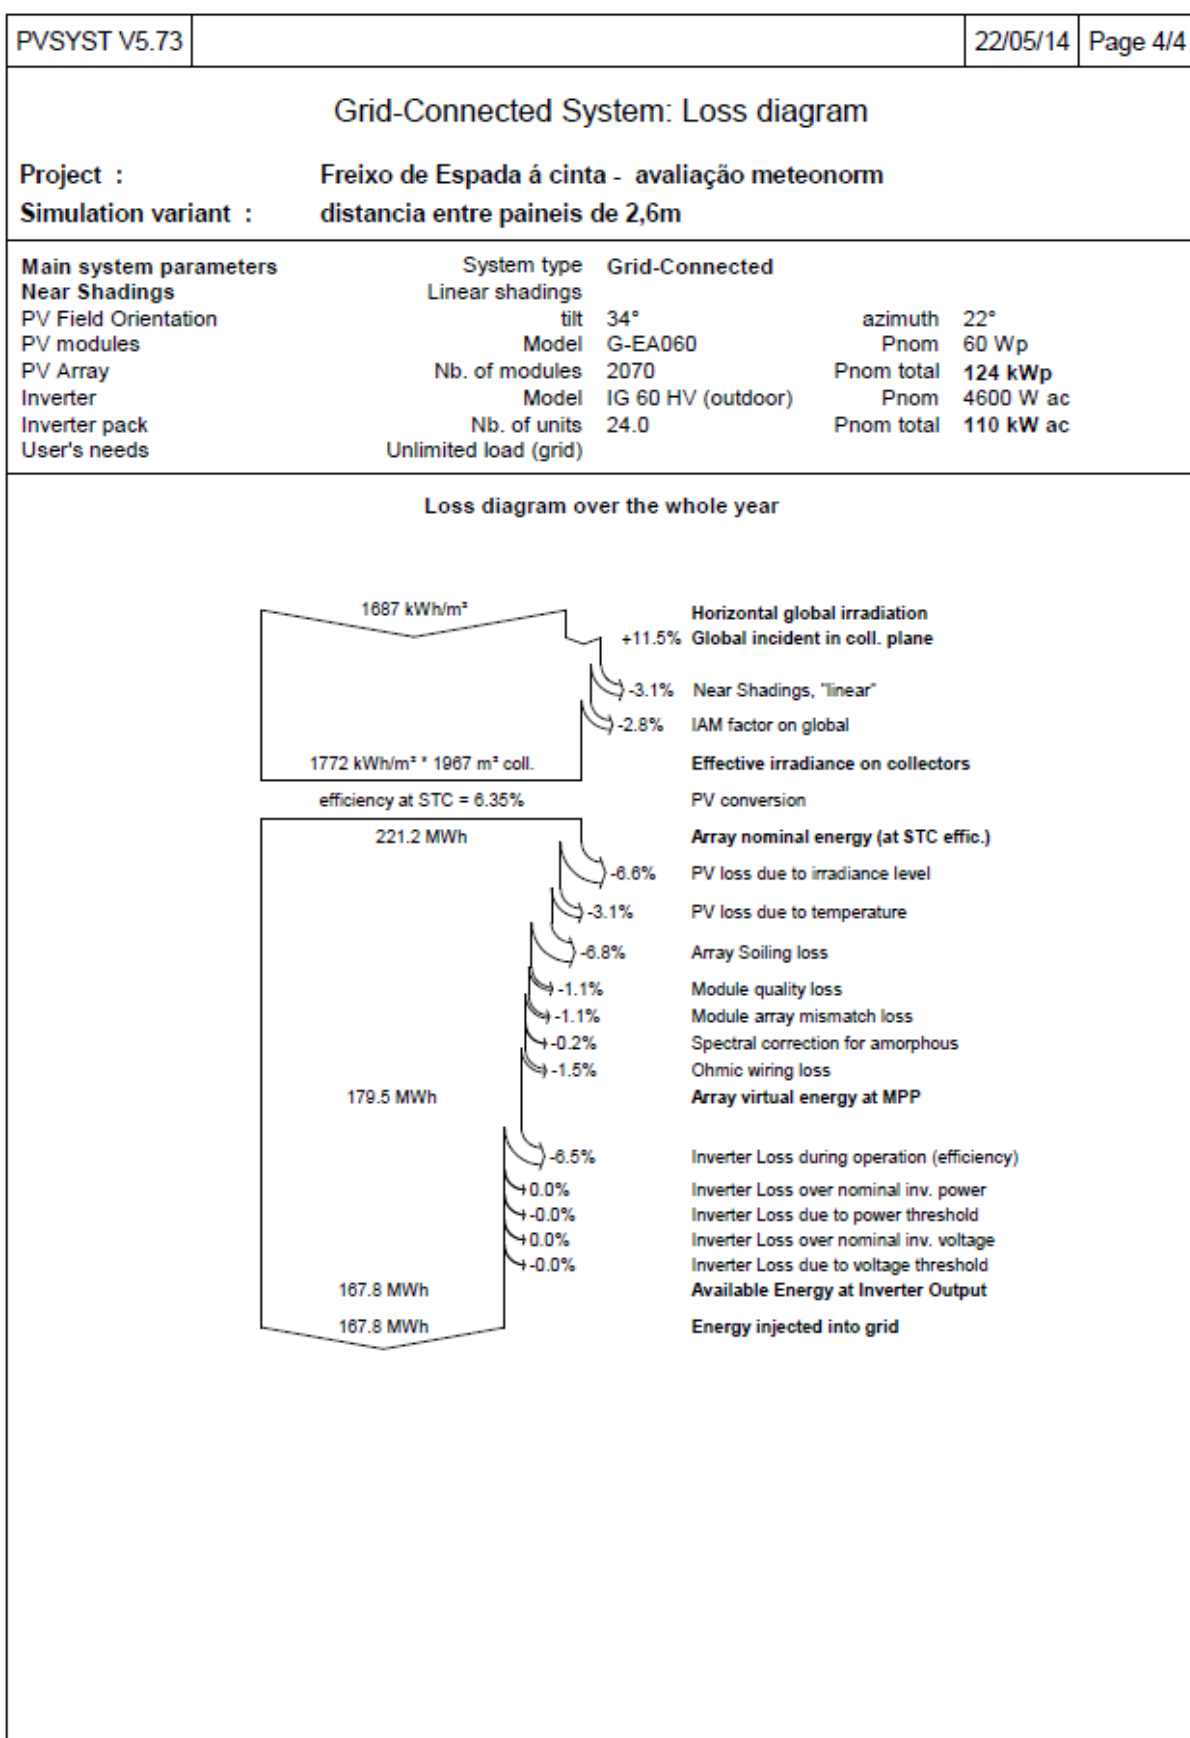 PVSYST V5.73 22/05/14 Page 4/4
Grid-Connected System: Loss diagram
Project : Freixo de Espada á cinta - avaliação meteonorm
Simulation variant : distancia entre paineis de 2,6m
Main system parameters System type Grid-Connected
Near Shadings Linear shadings
PV Field Orientation tilt 34° azimuth 22°
PV modules Model G-EA060 Pnom 60 Wp
PV Array Nb. of modules 2070 Pnom total 124 kWp
Inverter Model IG 60 HV (outdoor) Pnom 4600 W ac
Inverter pack Nb. of units 24.0 Pnom total 110 kW ac
User's needs Unlimited load (grid)
Loss diagram over the whole year
1687 kWh/m² Horizontal global irradiation
+11.5% Global incident in coll. plane
-3.1% Near Shadings, "linear"
-2.8% IAM factor on global
1772 kWh/m² * 1967 m² coll. Effective irradiance on collectors
efficiency at STC = 6.35% PV conversion
221.2 MWh Array nominal energy (at STC effic.)
-6.6% PV loss due to irradiance level
-3.1% PV loss due to temperature
-6.8% Array Soiling loss
-1.1% Module quality loss
-1.1% Module array mismatch loss
-0.2% Spectral correction for amorphous
-1.5% Ohmic wiring loss
179.5 MWh Array virtual energy at MPP
-6.5% Inverter Loss during operation (efficiency)
0.0% Inverter Loss over nominal inv. power
-0.0% Inverter Loss due to power threshold
0.0% Inverter Loss over nominal inv. voltage
-0.0% Inverter Loss due to voltage threshold
167.8 MWh Available Energy at Inverter Output
167.8 MWh Energy injected into grid